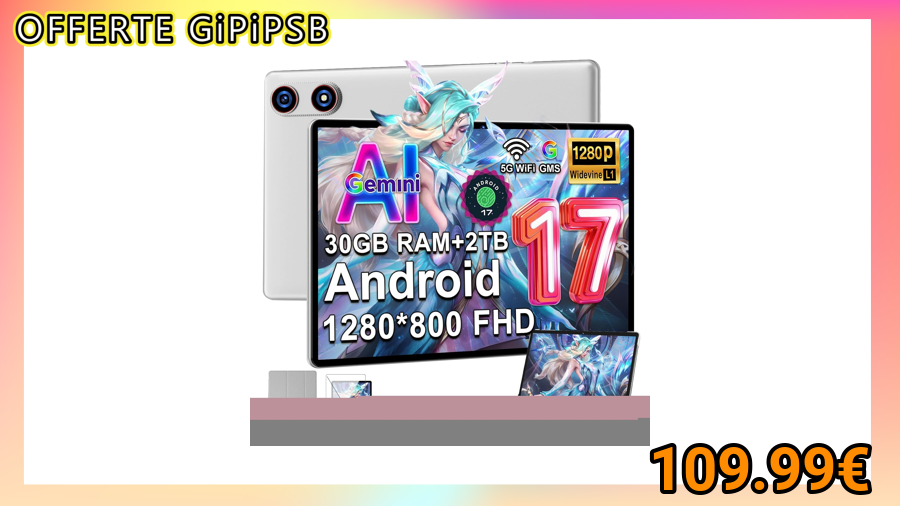 OFFERTE GiPiPSB
AI
Gemini
5G WiFi GMS
1280p
Widevine L1
ANDROID
17
30GB RAM+2TB
Android 17
1280*800 FHD
109.99€